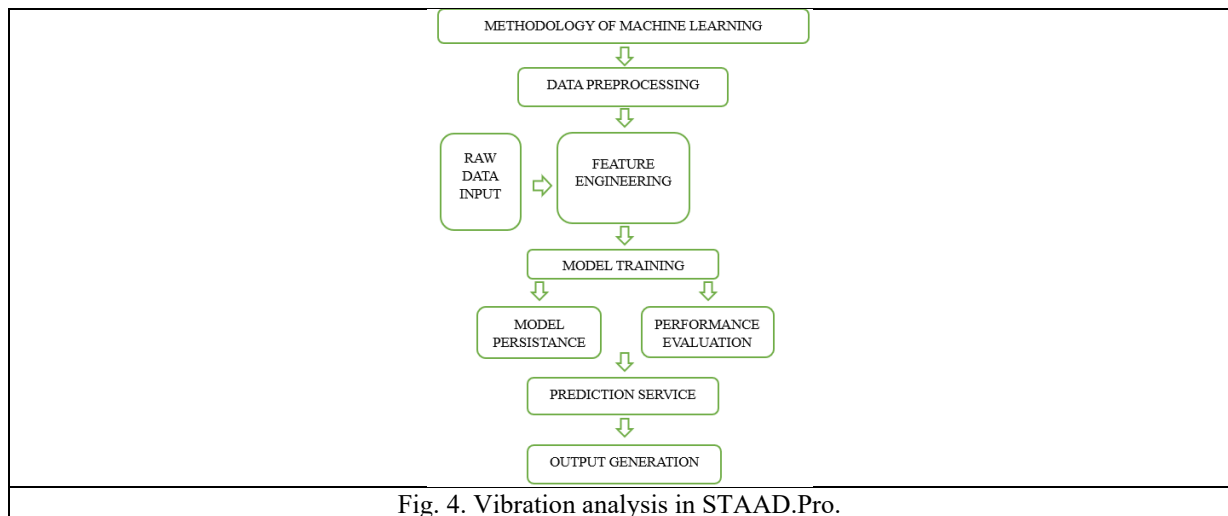 METHODOLOGY OF MACHINE LEARNING
DATA PREPROCESSING
RAW
DATA
INPUT
FEATURE
ENGINEERING
MODEL TRAINING
MODEL
PERSISTANCE
PERFORMANCE
EVALUATION
PREDICTION SERVICE
OUTPUT GENERATION
Fig. 4. Vibration analysis in STAAD.Pro.